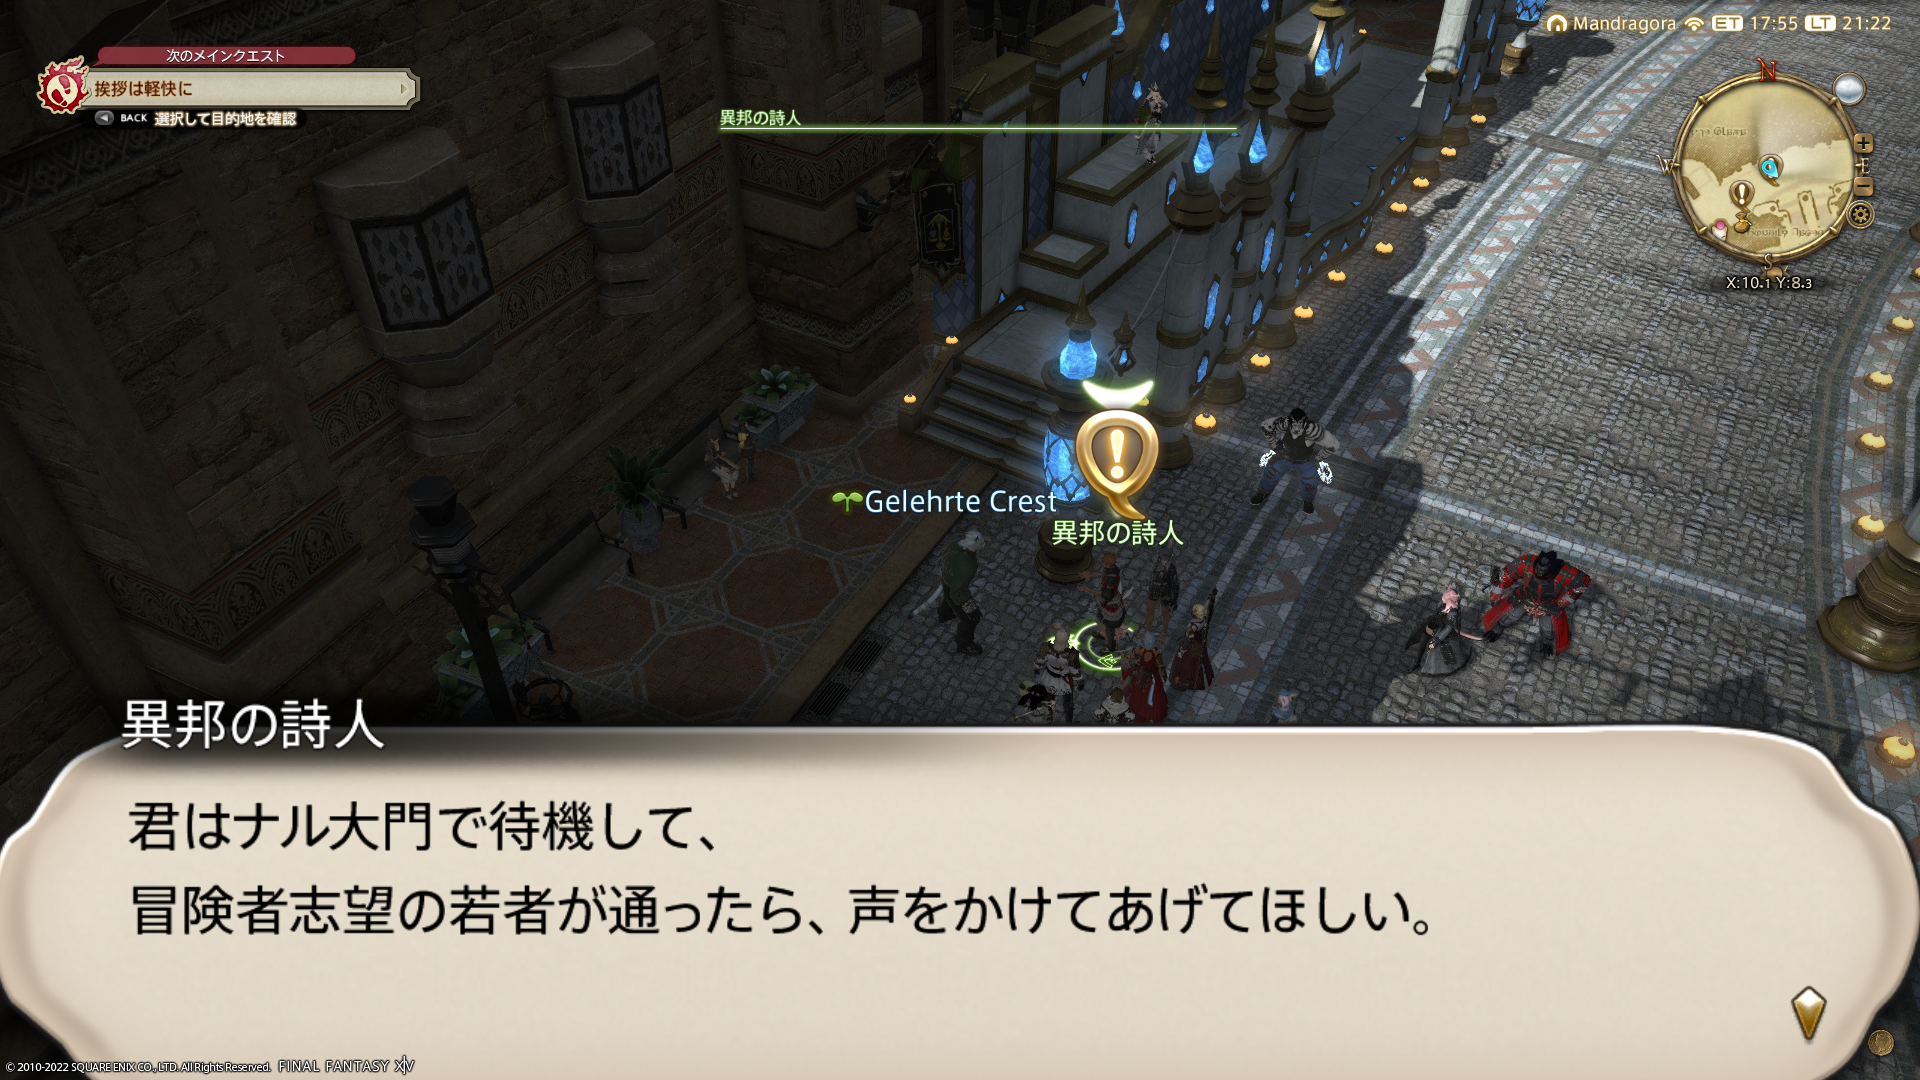 Mandragora ET 17:55 LT 21:22
次のメインクエスト
挨拶は軽快に
BACK 選択して目的地を確認
異邦の詩人
N
W
E
S
X:10.1 Y:8.3
Gelehrte Crest
異邦の詩人
異邦の詩人
君はナル大門で待機して、
冒険者志望の若者が通ったら、声をかけてあげてほしい。
© 2010-2022 SQUARE ENIX CO., LTD. All Rights Reserved. FINAL FANTASY XIV